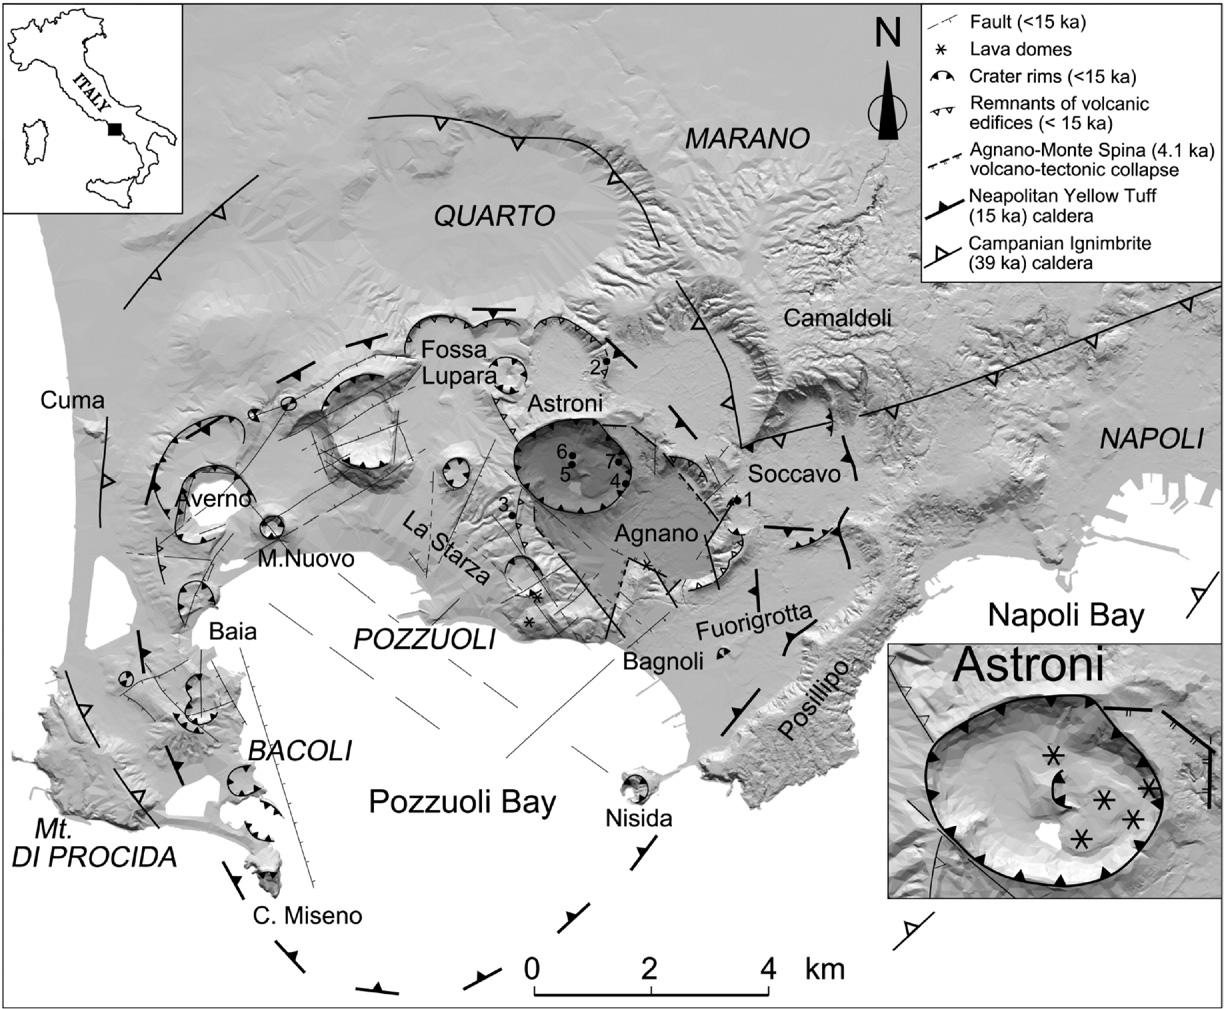 ITALY
N
Fault (<15 ka)
Lava domes
Crater rims (<15 ka)
Remnants of volcanic
edifices (< 15 ka)
Agnano-Monte Spina (4.1 ka)
volcano-tectonic collapse
Neapolitan Yellow Tuff
(15 ka) caldera
Campanian Ignimbrite
(39 ka) caldera
MARANO
QUARTO
Camaldoli
Fossa
Lupara
2
Cuma
Astroni
NAPOLI
6
5
7
4
Soccavo
Averno
1
3
Agnano
La Starza
M.Nuovo
Napoli Bay
Fuorigrotta
Baia
POZZUOLI
Bagnoli
Posillipo
Astroni
BACOLI
Pozzuoli Bay
Nisida
Mt.
DI PROCIDA
C. Miseno
0 2 4 km